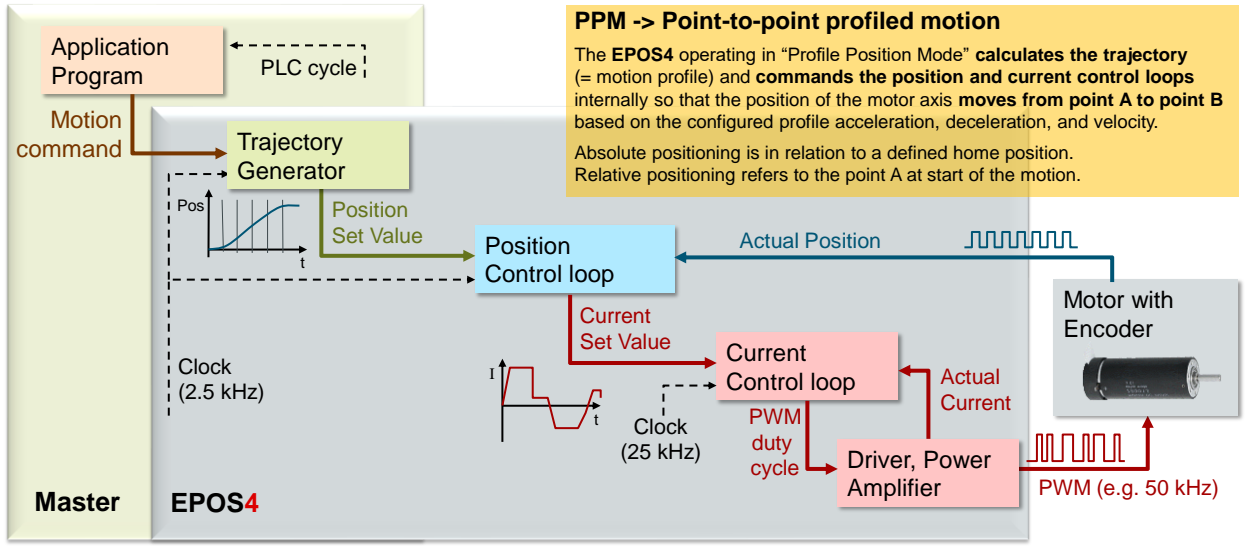 PPM -> Point-to-point profiled motion
The EPOS4 operating in “Profile Position Mode” calculates the trajectory
(= motion profile) and commands the position and current control loops
internally so that the position of the motor axis moves from point A to point B
based on the configured profile acceleration, deceleration, and velocity.
Absolute positioning is in relation to a defined home position.
Relative positioning refers to the point A at start of the motion.
Application
Program
PLC cycle
Motion
command
Trajectory
Generator
Pos
t
Position
Set Value
Position
Control loop
Actual Position
Motor with
Encoder
Current
Set Value
Clock
(2.5 kHz)
I
t
Current
Control loop
Clock
(25 kHz)
Actual
Current
PWM
duty
cycle
Driver, Power
Amplifier
PWM (e.g. 50 kHz)
Master
EPOS4